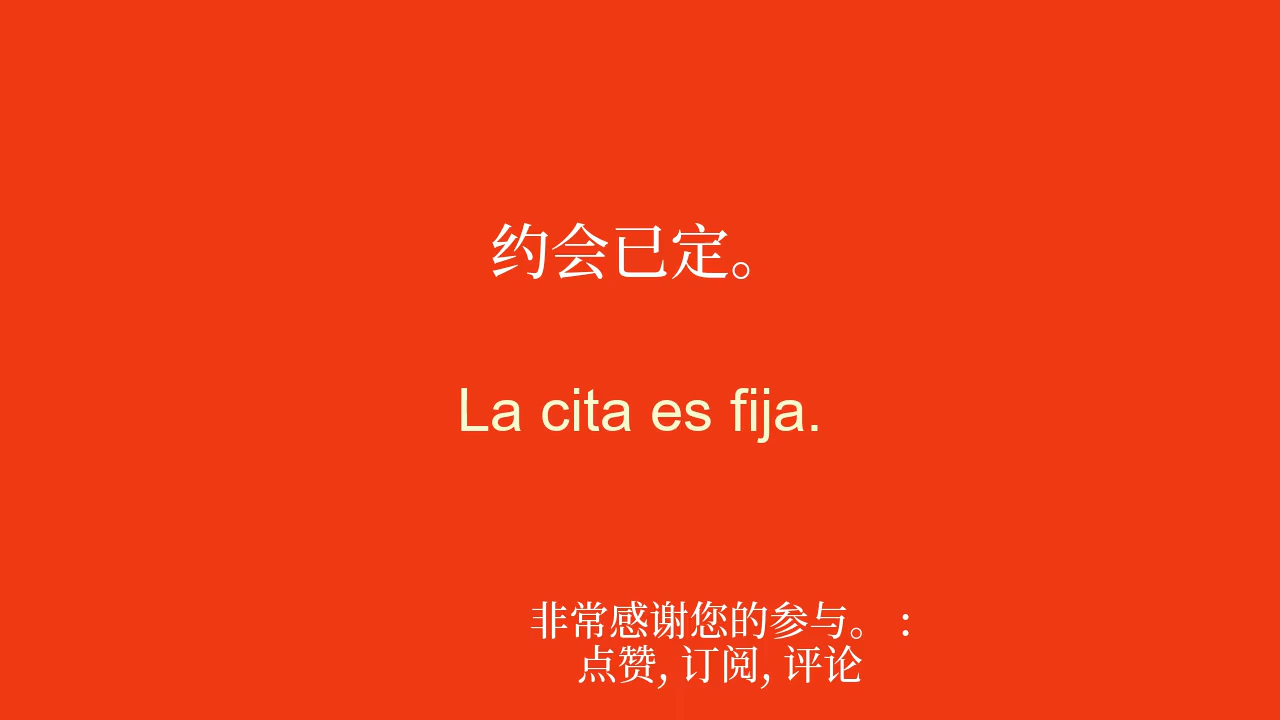 约会已定。
La cita es fija.
非常感谢您的参与。 :
点赞, 订阅, 评论